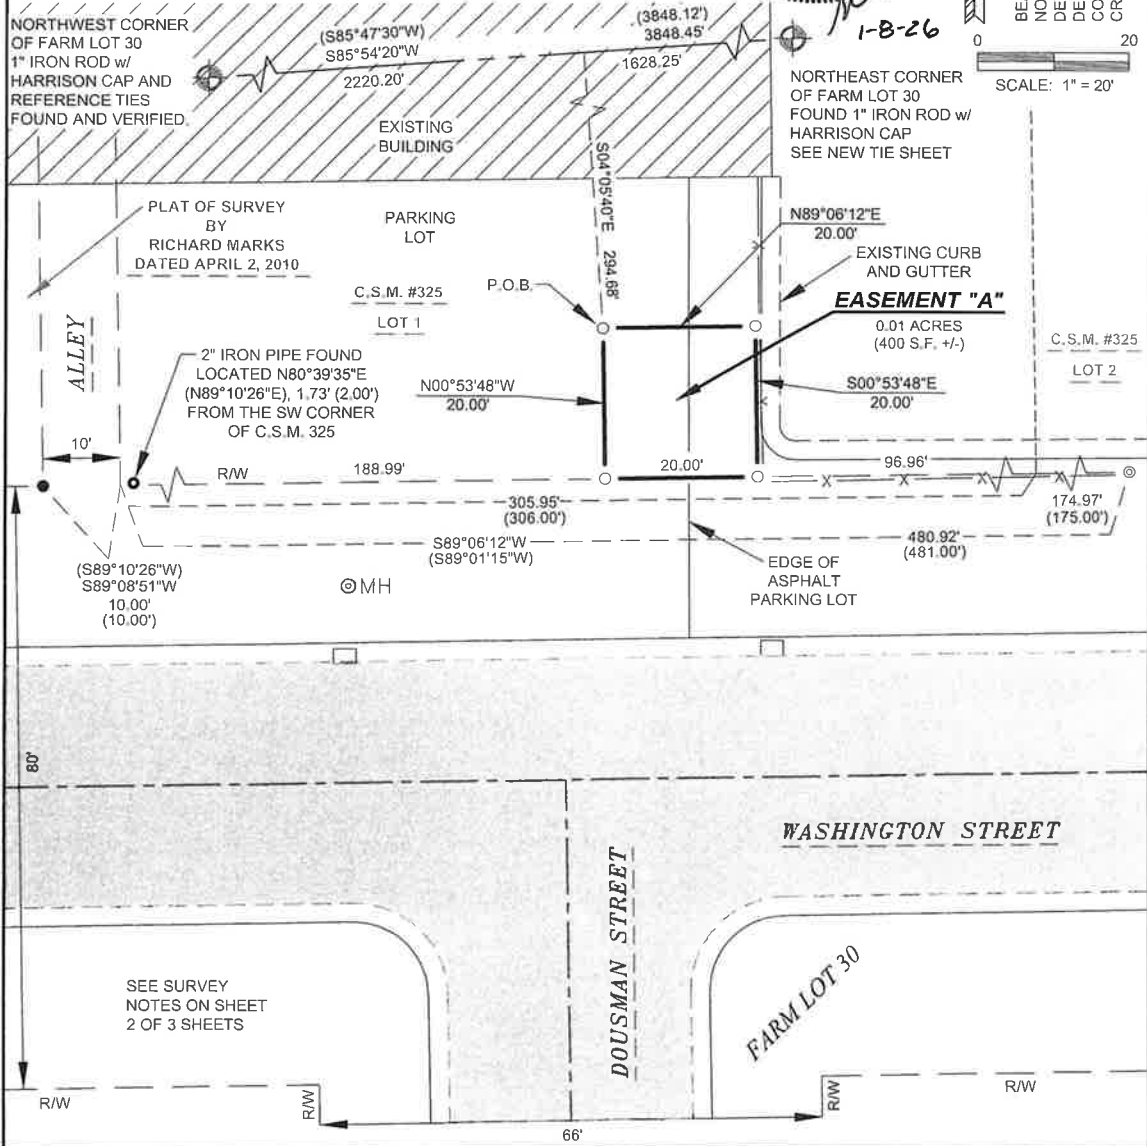 NORTHWEST CORNER
OF FARM LOT 30
1" IRON ROD w/
HARRISON CAP AND
REFERENCE TIES
FOUND AND VERIFIED.
(S85°47'30"W)
S85°54'20"W
2220.20'
(3848.12')
3848.45'
1628.25'
1-8-26
0 20
SCALE: 1" = 20'
NORTHEAST CORNER
OF FARM LOT 30
FOUND 1" IRON ROD w/
HARRISON CAP
SEE NEW TIE SHEET
EXISTING
BUILDING
S04°05'40"E 294.68'
PLAT OF SURVEY
BY
RICHARD MARKS
DATED APRIL 2, 2010
PARKING
LOT
N89°06'12"E
20.00'
EXISTING CURB
AND GUTTER
C.S.M. #325
LOT 1
P.O.B.
EASEMENT "A"
0.01 ACRES
(400 S.F. +/-)
C.S.M. #325
LOT 2
ALLEY
2" IRON PIPE FOUND
LOCATED N80°39'35"E
(N89°10'26"E), 1.73' (2.00')
FROM THE SW CORNER
OF C.S.M. 325
N00°53'48"W
20.00'
S00°53'48"E
20.00'
10'
R/W
188.99'
20.00'
96.96'
305.95'
(306.00')
174.97'
(175.00')
S89°06'12"W
(S89°01'15"W)
480.92'
(481.00')
(S89°10'26"W)
S89°08'51"W
10.00'
(10.00')
MH
EDGE OF
ASPHALT
PARKING LOT
80'
WASHINGTON STREET
DOUSMAN STREET
FARM LOT 30
SEE SURVEY
NOTES ON SHEET
2 OF 3 SHEETS
R/W
R/W
R/W
R/W
66'